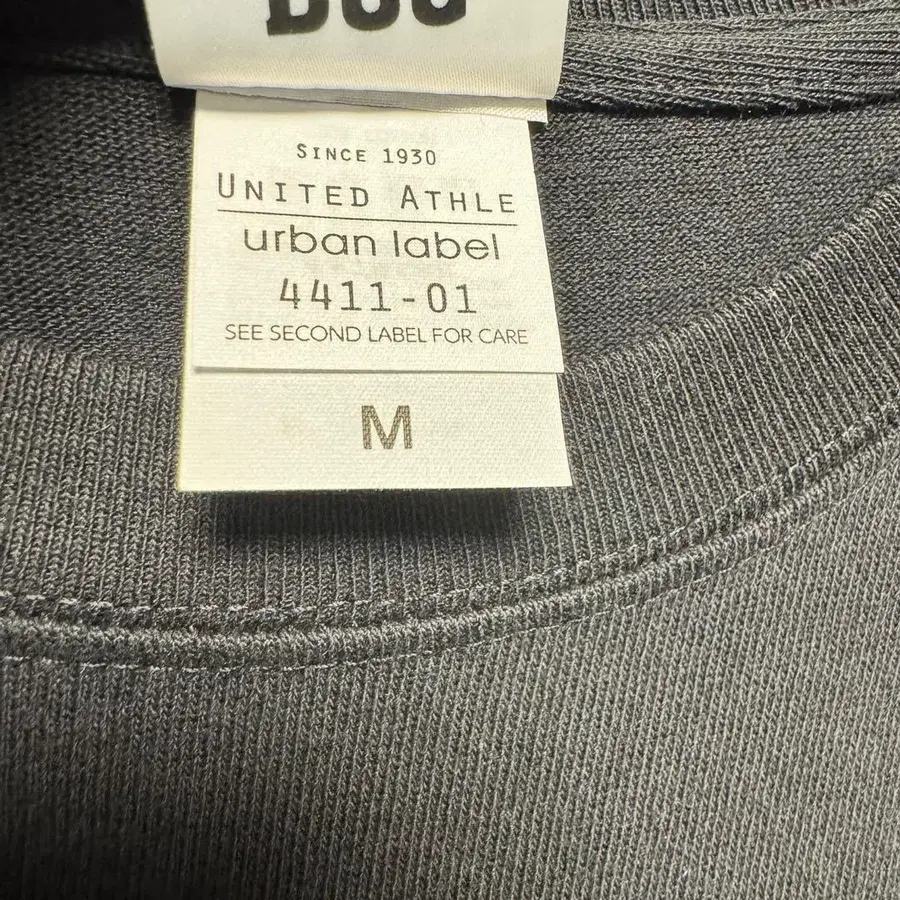 SINCE 1930
UNITED ATHLE
urban label
4411-01
SEE SECOND LABEL FOR CARE
M